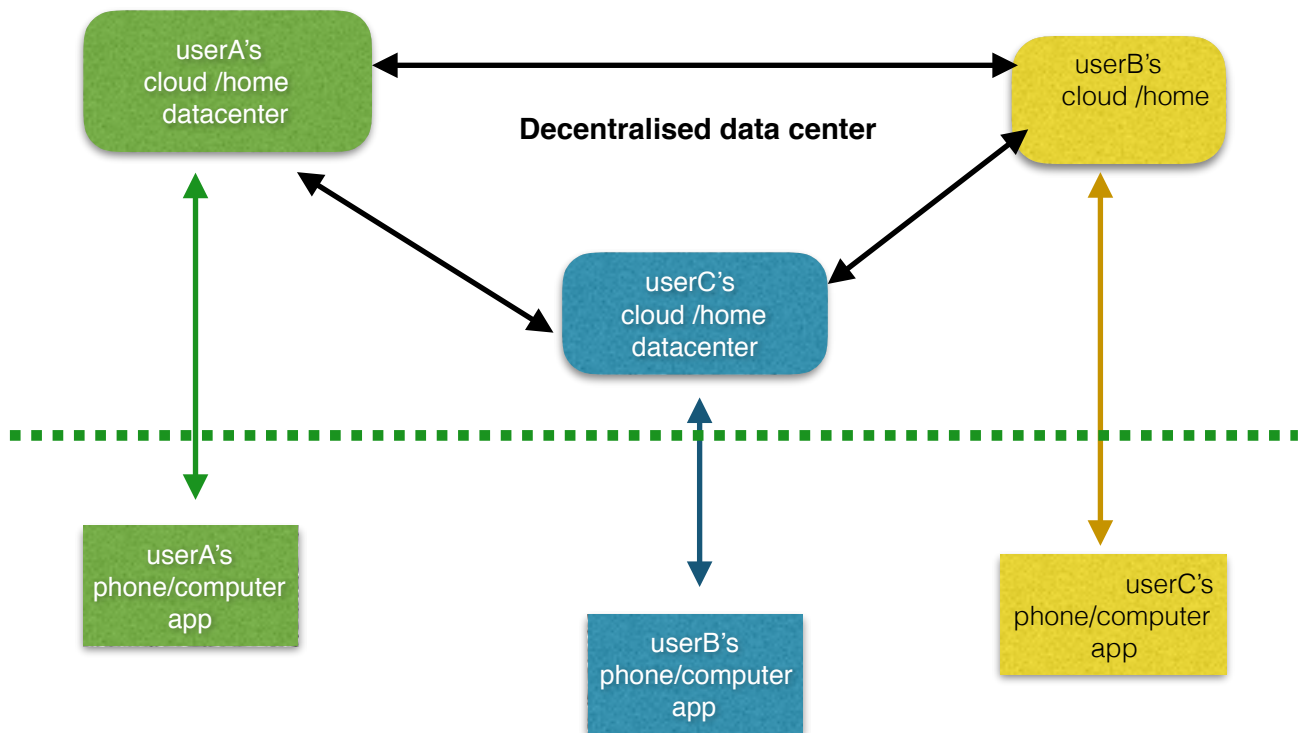 userA’s
cloud /home
datacenter
userB’s
cloud /home
Decentralised data center
userC’s
cloud /home
datacenter
userA’s
phone/computer
app
userB’s
phone/computer
app
userC’s
phone/computer
app